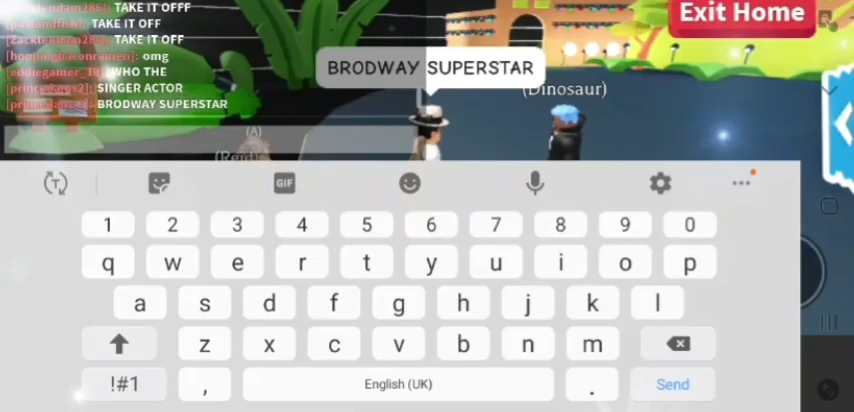 TAKE IT OFFF
TAKE IT OFF
TAKE IT OFF
omg
[eddiegamer_10]: WHO THE
SINGER ACTOR
BRODWAY SUPERSTAR
Exit Home
BRODWAY SUPERSTAR
(Dinosaur)
(A)
(Reid)
T
GIF
1 2 3 4 5 6 7 8 9 0
q w e r t y u i o p
a s d f g h j k l
z x c v b n m
!#1 , English (UK) . Send